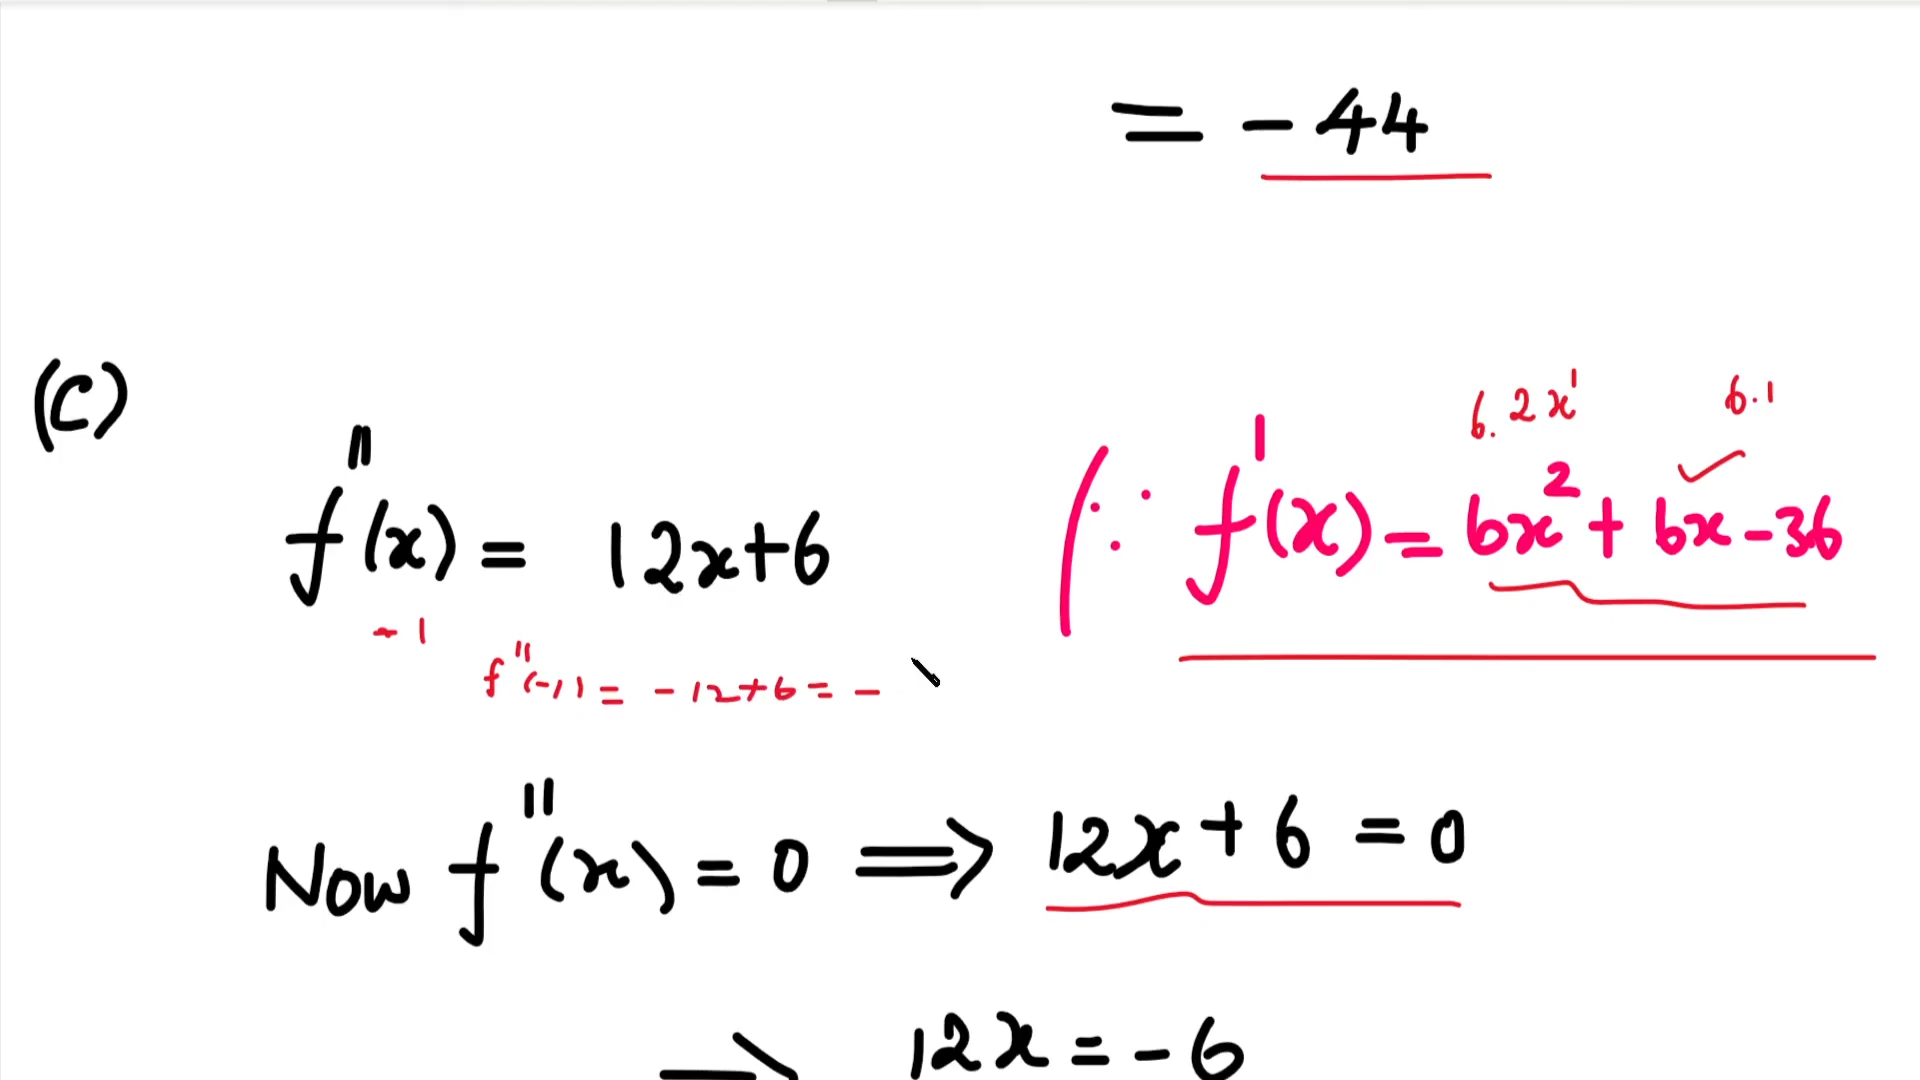 = - 44
(C)
6. 2x¹ 6.1
f''(x) = 12x+6 (∵ f'(x) = 6x² + 6x - 36
-1
f''(-1) = -12+6 = -
Now f''(x) = 0 ⟹ 12x + 6 = 0
⟹ 12x = -6